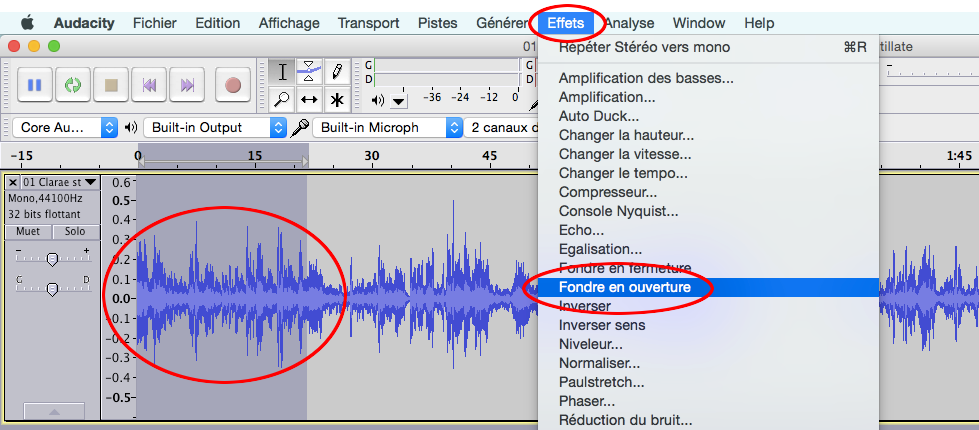 Audacity Fichier Edition Affichage Transport Pistes Générer Effets Analyse Window Help
01 tillate
Répéter Stéréo vers mono ⌘R
G G
D D
-36 -24 -12 0
Core Au... Built-in Output Built-in Microph 2 canaux d
-15 0 15 30 45 1:45
01 Clarae st
Mono,44100Hz
32 bits flottant
Muet Solo
- +
G D
0.6
0.5
0.4
0.3
0.2
0.1
0.0
-0.1
-0.2
-0.3
-0.4
-0.5
Amplification des basses...
Amplification...
Auto Duck...
Changer la hauteur...
Changer la vitesse...
Changer le tempo...
Compresseur...
Console Nyquist...
Echo...
Egalisation...
Fondre en fermeture
Fondre en ouverture
Inverser
Inverser sens
Niveleur...
Normaliser...
Paulstretch...
Phaser...
Réduction du bruit...